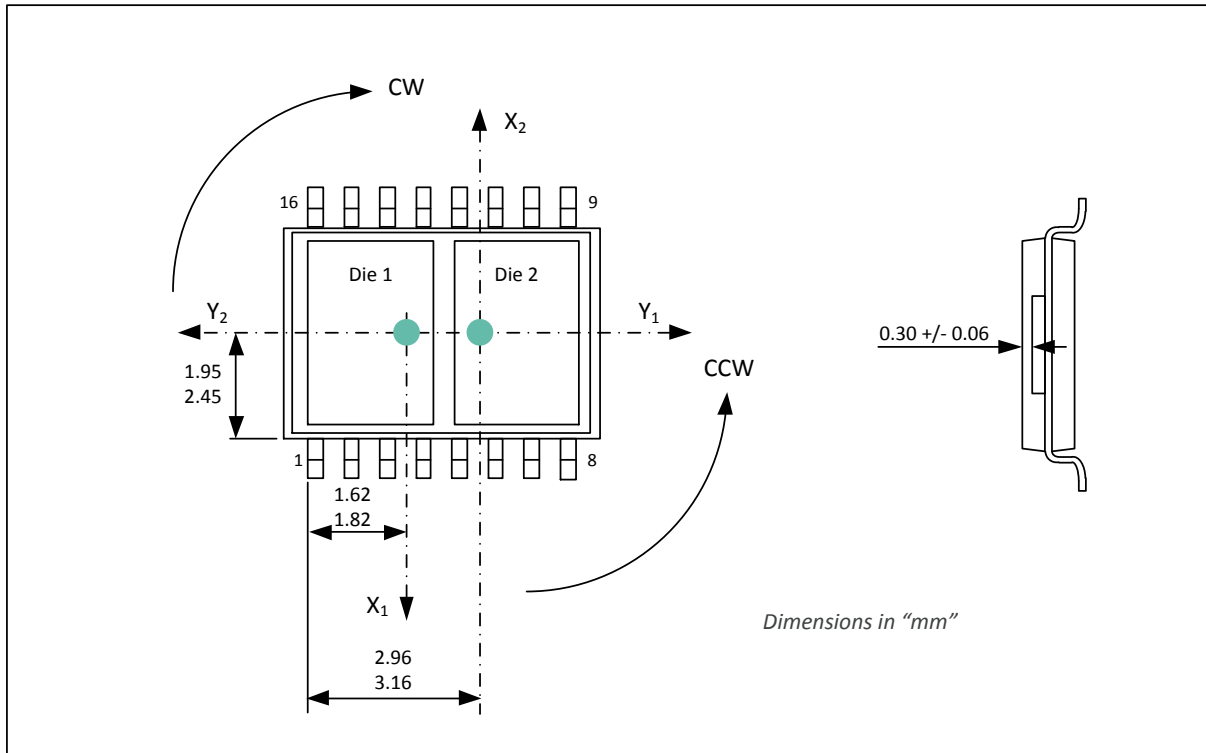 CW
X₂
16
9
Die 1
Die 2
Y₂
Y₁
0.30 +/- 0.06
1.95
2.45
CCW
1
8
1.62
1.82
X₁
Dimensions in “mm”
2.96
3.16